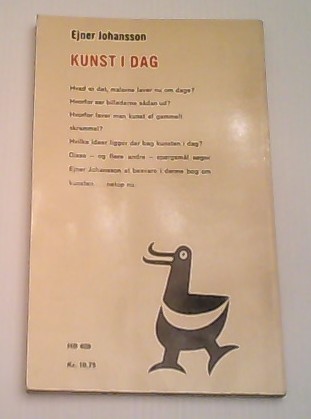 Ejner Johansson
KUNST I DAG
Hvad er det, malerne laver nu om dage?
Hvorfor ser billederne sådan ud?
Hvorfor laver man kunst af gammelt
skrammel?
Hvilke ideer ligger der bag kunsten i dag?
Disse – og flere andre – spørgsmål søger
Ejner Johansson at besvare i denne bog om
kunsten netop nu.
Kr. 10,75